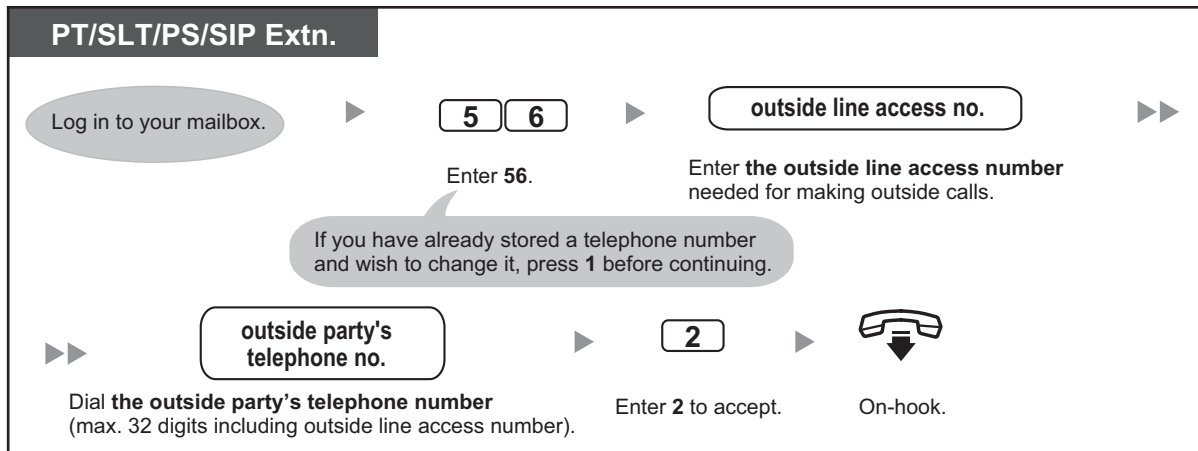 PT/SLT/PS/SIP Extn.
Log in to your mailbox.
5 6
outside line access no.
Enter 56.
Enter the outside line access number
needed for making outside calls.
If you have already stored a telephone number
and wish to change it, press 1 before continuing.
outside party's
telephone no.
2
Dial the outside party’s telephone number
(max. 32 digits including outside line access number).
Enter 2 to accept.
On-hook.